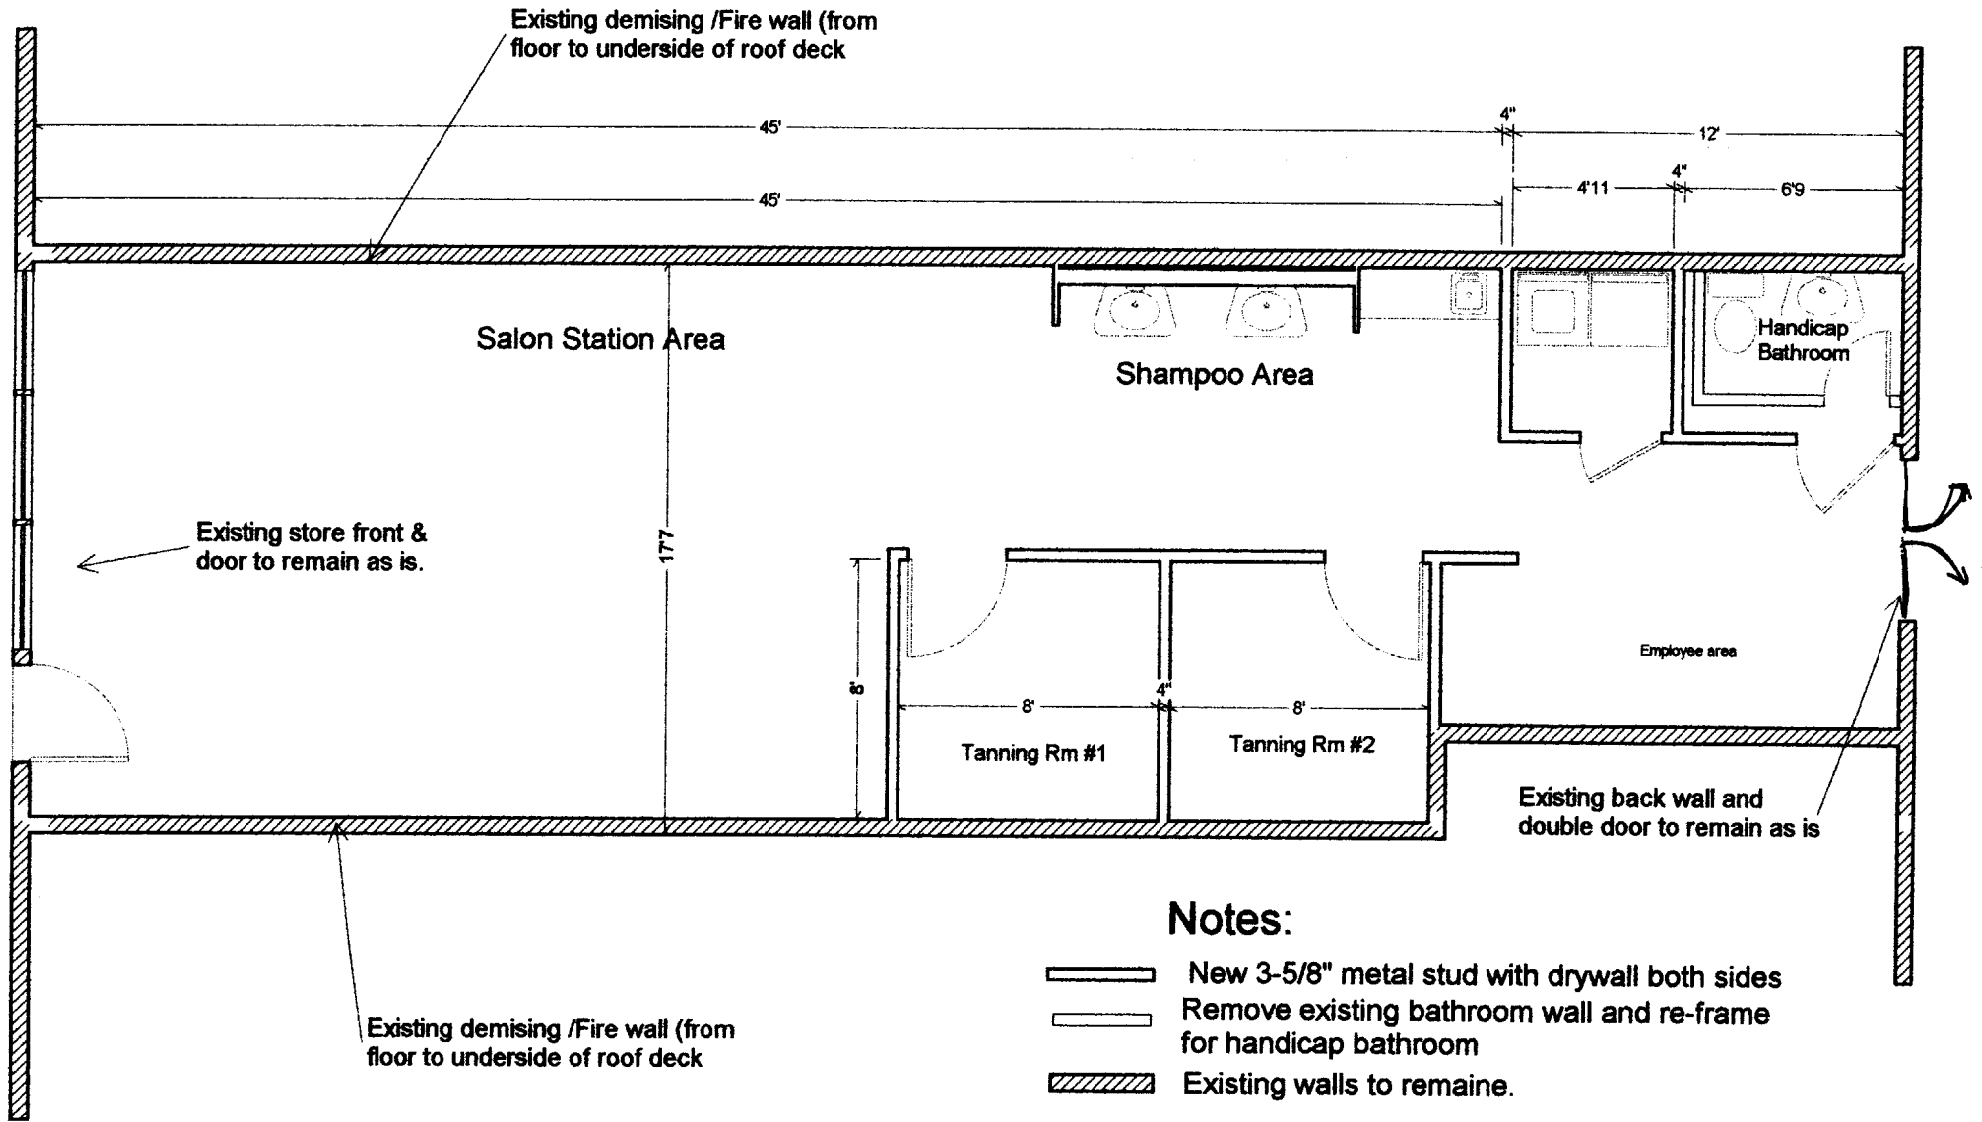 Existing demising /Fire wall (from
floor to underside of roof deck
45'
4"
12'
4"
45'
4'11
6'9
Salon Station Area
Shampoo Area
Handicap
Bathroom
Existing store front &
door to remain as is.
17'7
8'
Employee area
8'
4"
8'
Tanning Rm #1
Tanning Rm #2
Existing back wall and
double door to remain as is
Notes:
New 3-5/8" metal stud with drywall both sides
Remove existing bathroom wall and re-frame
for handicap bathroom
Existing walls to remaine.
Existing demising /Fire wall (from
floor to underside of roof deck